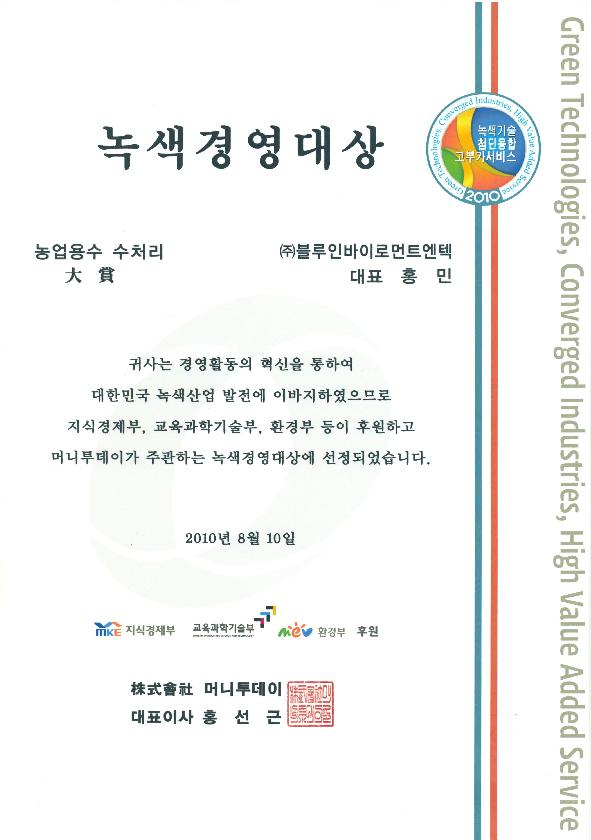 녹색경영대상
Green Technologies, Converged Industries, High Value Added Service
녹색기술
첨단융합
고부가서비스
2010
Green Technologies, Converged Industries, High Value Added Service
농업용수 수처리
大 賞
㈜블루인바이로먼트엔텍
대표 홍 민
귀사는 경영활동의 혁신을 통하여
대한민국 녹색산업 발전에 이바지하였으므로
지식경제부, 교육과학기술부, 환경부 등이 후원하고
머니투데이가 주관하는 녹색경영대상에 선정되었습니다.
2010년 8월 10일
MKE 지식경제부 교육과학기술부 mev 환경부 후원
株式會社 머니투데이
대표이사 홍 선 근